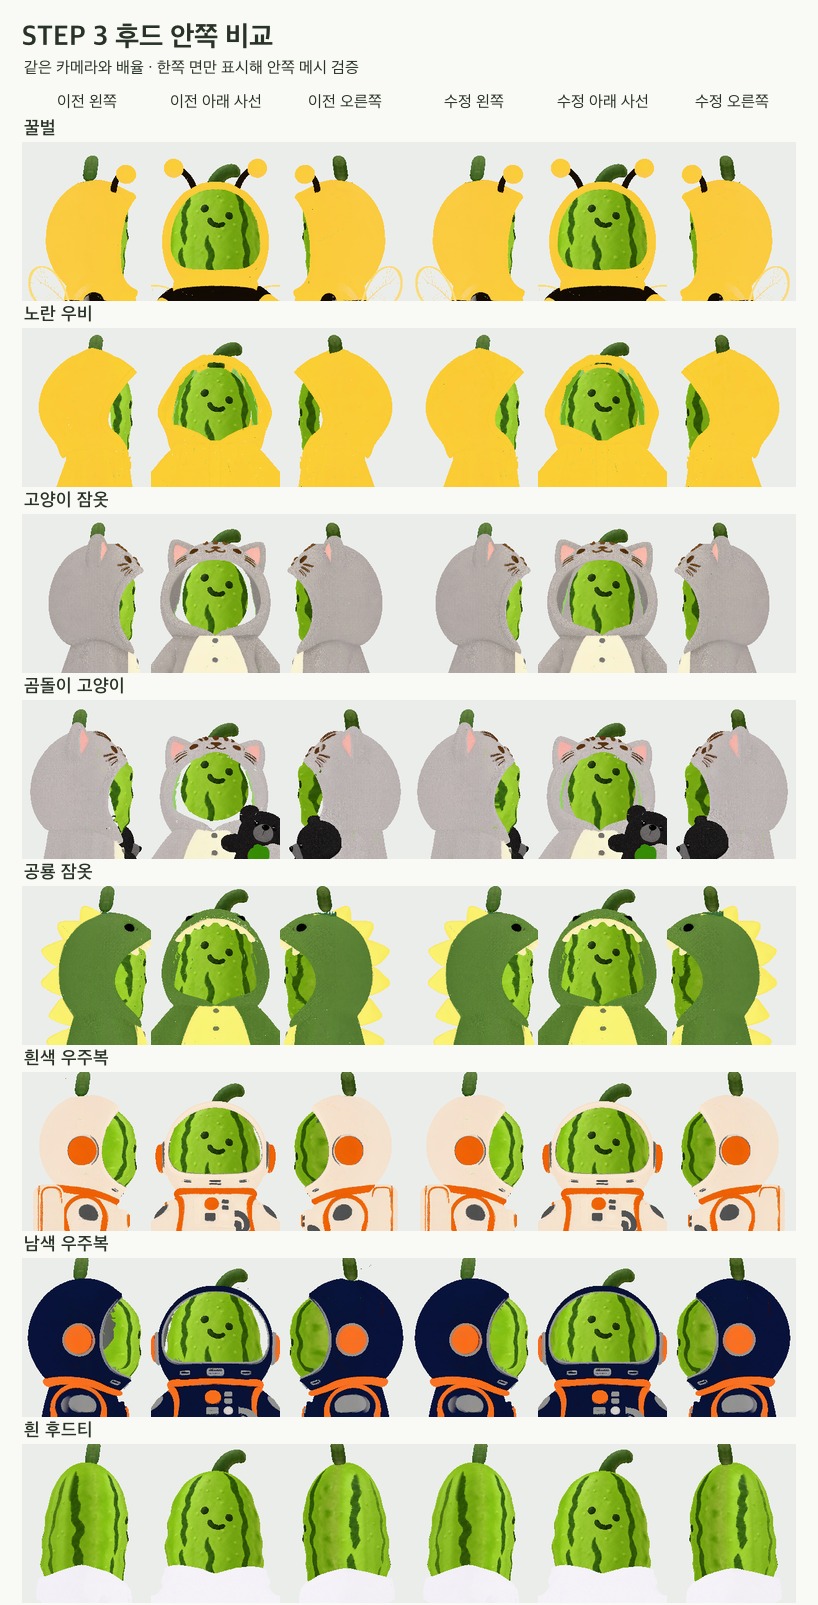 STEP 3 후드 안쪽 비교
같은 카메라와 배율 · 한쪽 면만 표시해 안쪽 메시 검증
이전 왼쪽 이전 아래 사선 이전 오른쪽 수정 왼쪽 수정 아래 사선 수정 오른쪽
꿀벌
노란 우비
고양이 잠옷
곰돌이 고양이
공룡 잠옷
흰색 우주복
남색 우주복
흰 후드티